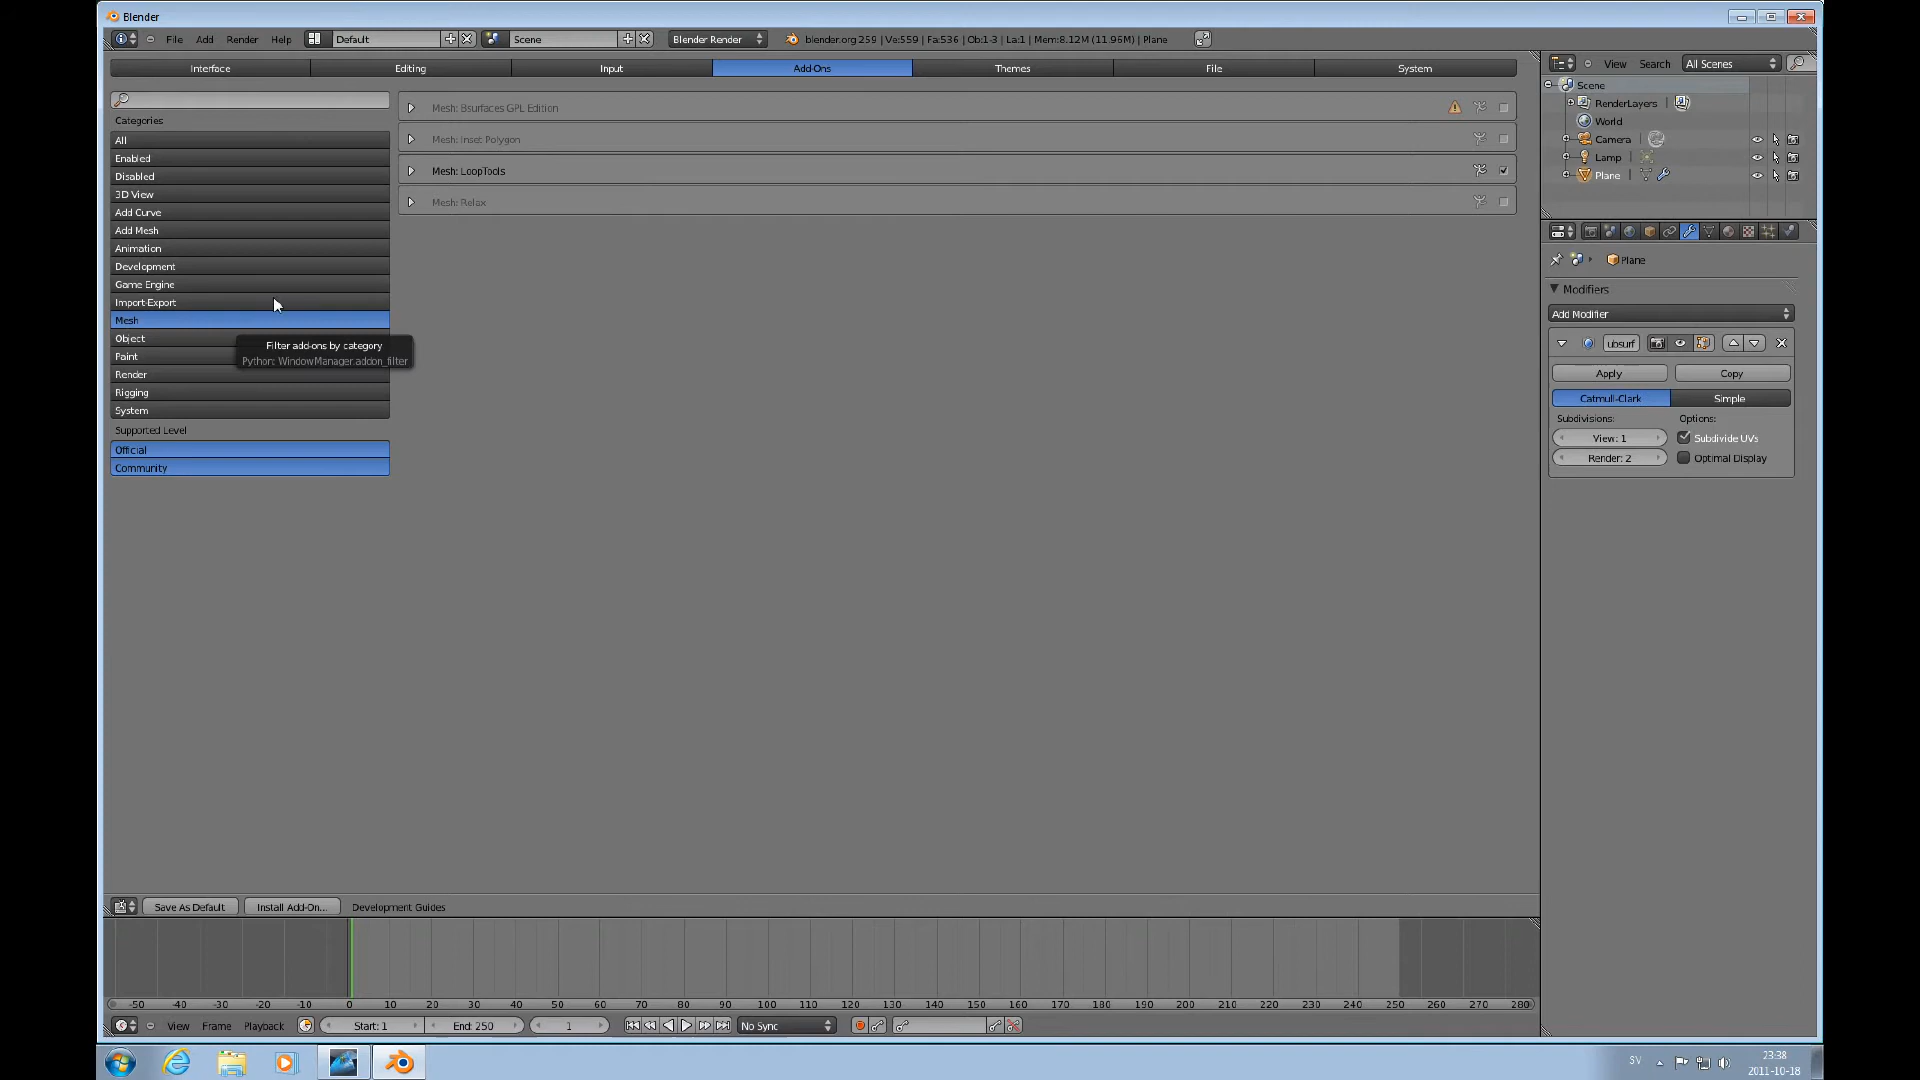 Blender
File Add Render Help Default Scene Blender Render blender.org 259 | Ve:559 | Fa:536 | Ob:1-3 | La:1 | Mem:8.12M (11.96M) | Plane
Interface Editing Input Add-Ons Themes File System
Categories
All
Enabled
Disabled
3D View
Add Curve
Add Mesh
Animation
Development
Game Engine
Import-Export
Mesh
Object
Paint
Render
Rigging
System
Supported Level
Official
Community
Mesh: Bsurfaces GPL Edition
Mesh: Inset Polygon
Mesh: LoopTools
Mesh: Relax
Filter add-ons by category
Python: WindowManager.addon_filter
View Search All Scenes
Scene
RenderLayers
World
Camera
Lamp
Plane
Plane
Modifiers
Add Modifier
ubsurf
Apply Copy
Catmull-Clark Simple
Subdivisions: Options:
View: 1 Subdivide UVs
Render: 2 Optimal Display
Save As Default Install Add-On... Development Guides
-50 -40 -30 -20 -10 0 10 20 30 40 50 60 70 80 90 100 110 120 130 140 150 160 170 180 190 200 210 220 230 240 250 260 270 280
View Frame Playback Start: 1 End: 250 1 No Sync
SV
23:38
2011-10-18